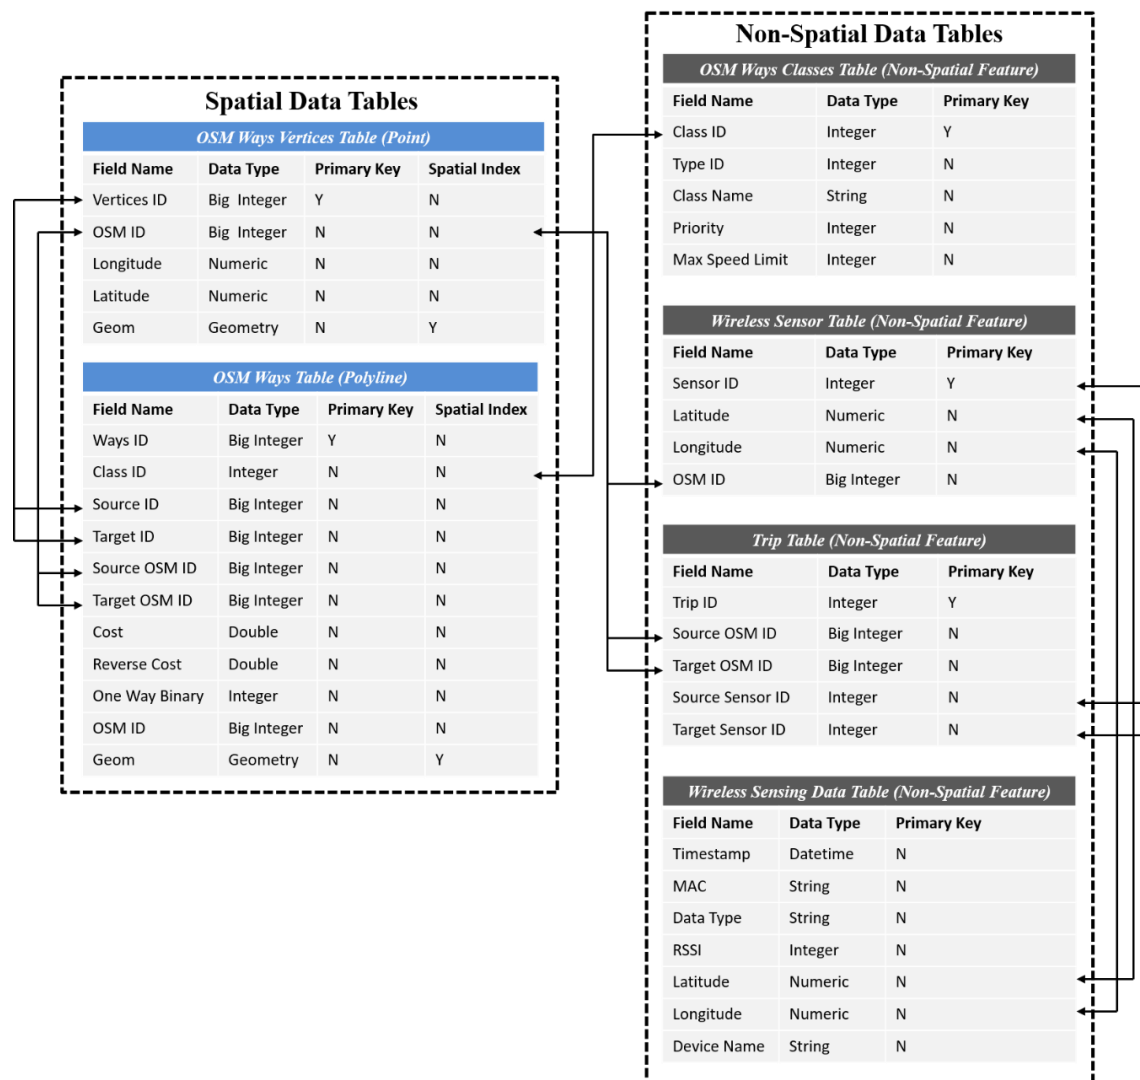 Spatial Data Tables
OSM Ways Vertices Table (Point)
Field Name Data Type Primary Key Spatial Index
Vertices ID Big Integer Y N
OSM ID Big Integer N N
Longitude Numeric N N
Latitude Numeric N N
Geom Geometry N Y
OSM Ways Table (Polyline)
Field Name Data Type Primary Key Spatial Index
Ways ID Big Integer Y N
Class ID Integer N N
Source ID Big Integer N N
Target ID Big Integer N N
Source OSM ID Big Integer N N
Target OSM ID Big Integer N N
Cost Double N N
Reverse Cost Double N N
One Way Binary Integer N N
OSM ID Big Integer N N
Geom Geometry N Y
Non-Spatial Data Tables
OSM Ways Classes Table (Non-Spatial Feature)
Field Name Data Type Primary Key
Class ID Integer Y
Type ID Integer N
Class Name String N
Priority Integer N
Max Speed Limit Integer N
Wireless Sensor Table (Non-Spatial Feature)
Field Name Data Type Primary Key
Sensor ID Integer Y
Latitude Numeric N
Longitude Numeric N
OSM ID Big Integer N
Trip Table (Non-Spatial Feature)
Field Name Data Type Primary Key
Trip ID Integer Y
Source OSM ID Big Integer N
Target OSM ID Big Integer N
Source Sensor ID Integer N
Target Sensor ID Integer N
Wireless Sensing Data Table (Non-Spatial Feature)
Field Name Data Type Primary Key
Timestamp Datetime N
MAC String N
Data Type String N
RSSI Integer N
Latitude Numeric N
Longitude Numeric N
Device Name String N